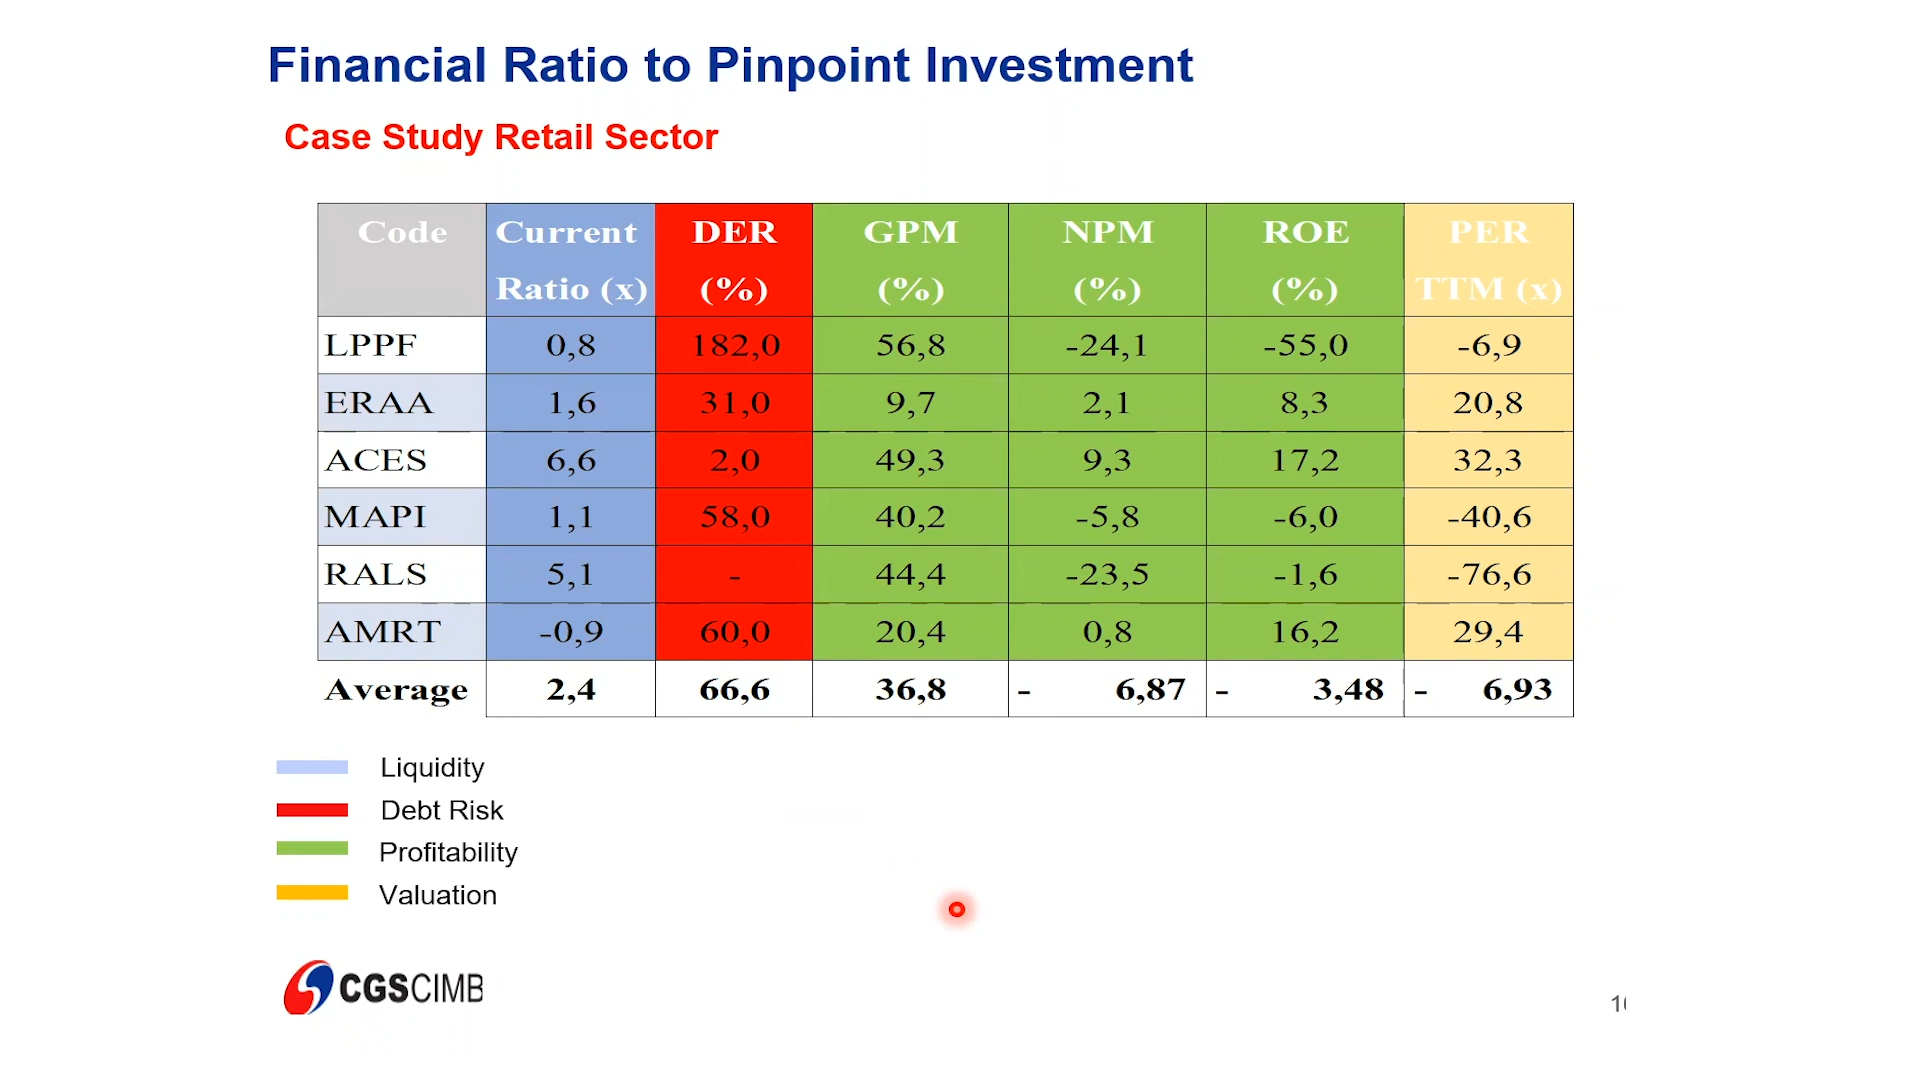 Financial Ratio to Pinpoint Investment
Case Study Retail Sector
Code Current Ratio (x) DER (%) GPM (%) NPM (%) ROE (%) PER TTM (x)
LPPF 0,8 182,0 56,8 -24,1 -55,0 -6,9
ERAA 1,6 31,0 9,7 2,1 8,3 20,8
ACES 6,6 2,0 49,3 9,3 17,2 32,3
MAPI 1,1 58,0 40,2 -5,8 -6,0 -40,6
RALS 5,1 - 44,4 -23,5 -1,6 -76,6
AMRT -0,9 60,0 20,4 0,8 16,2 29,4
Average 2,4 66,6 36,8 - 6,87 - 3,48 - 6,93
Liquidity
Debt Risk
Profitability
Valuation
CGSCIMB